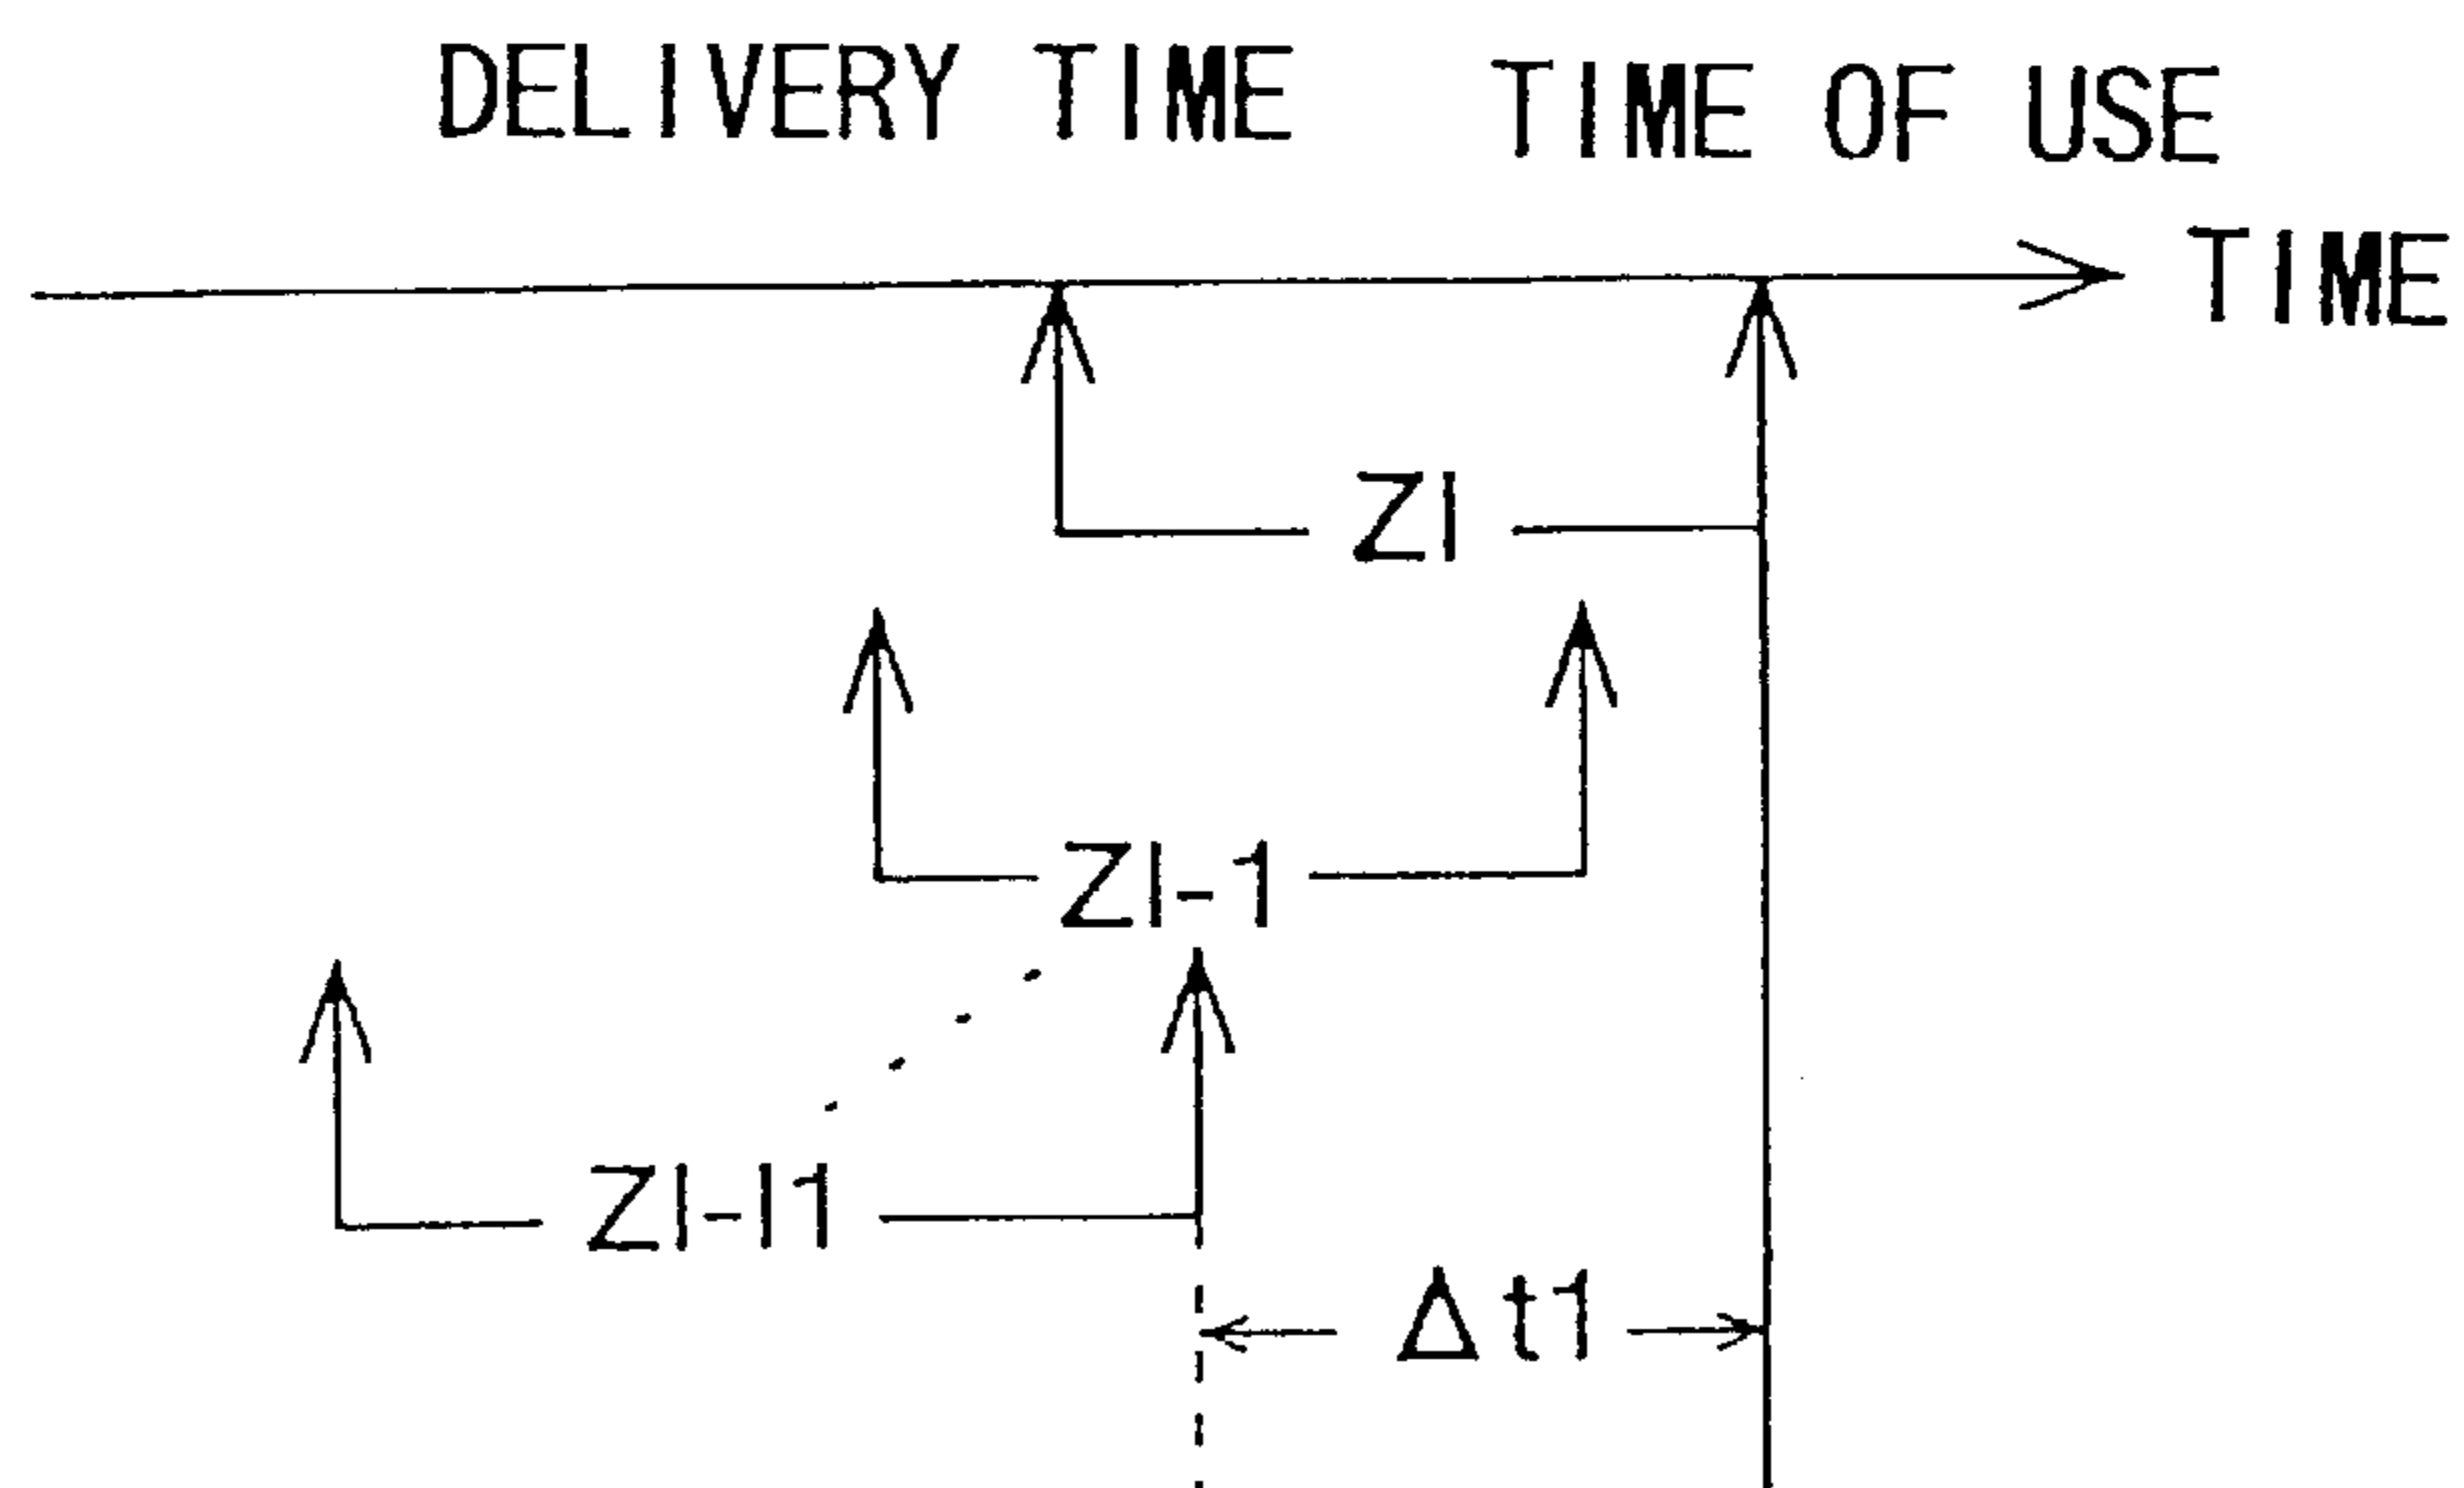 DELIVERY TIME
TIME OF USE
TIME
ZI
ZI-1
ZI-I1
Δt1